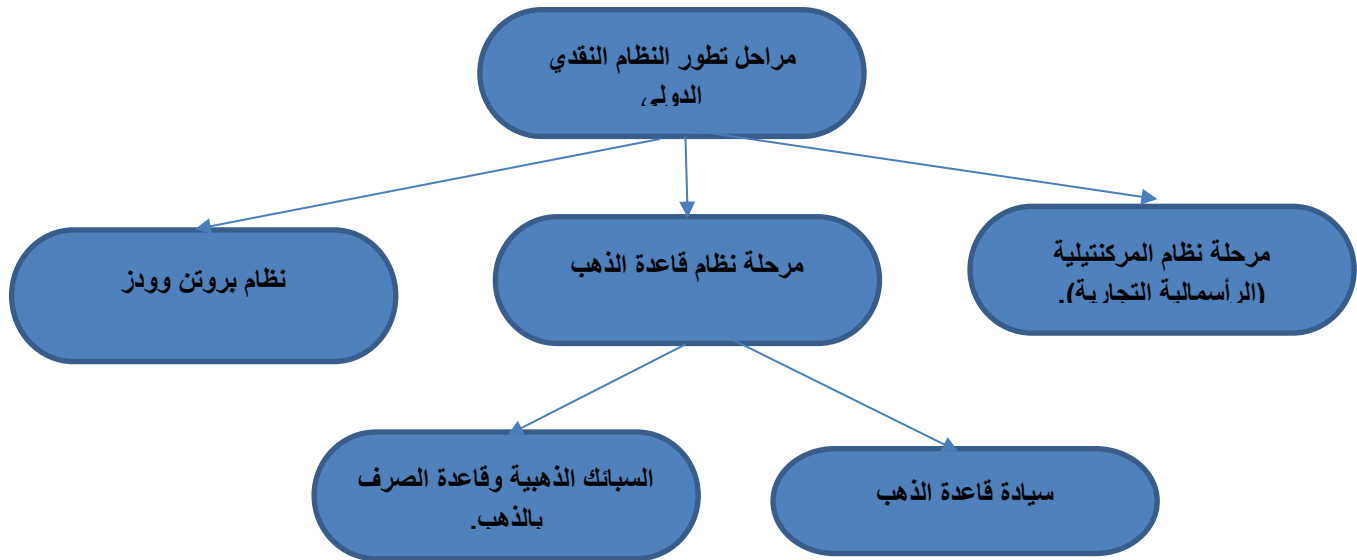 مراحل تطور النظام النقدي
الدولي
مرحلة نظام المركنتيلية
(الرأسمالية التجارية).
مرحلة نظام قاعدة الذهب
نظام بروتن وودز
سيادة قاعدة الذهب
السبائك الذهبية وقاعدة الصرف
بالذهب.